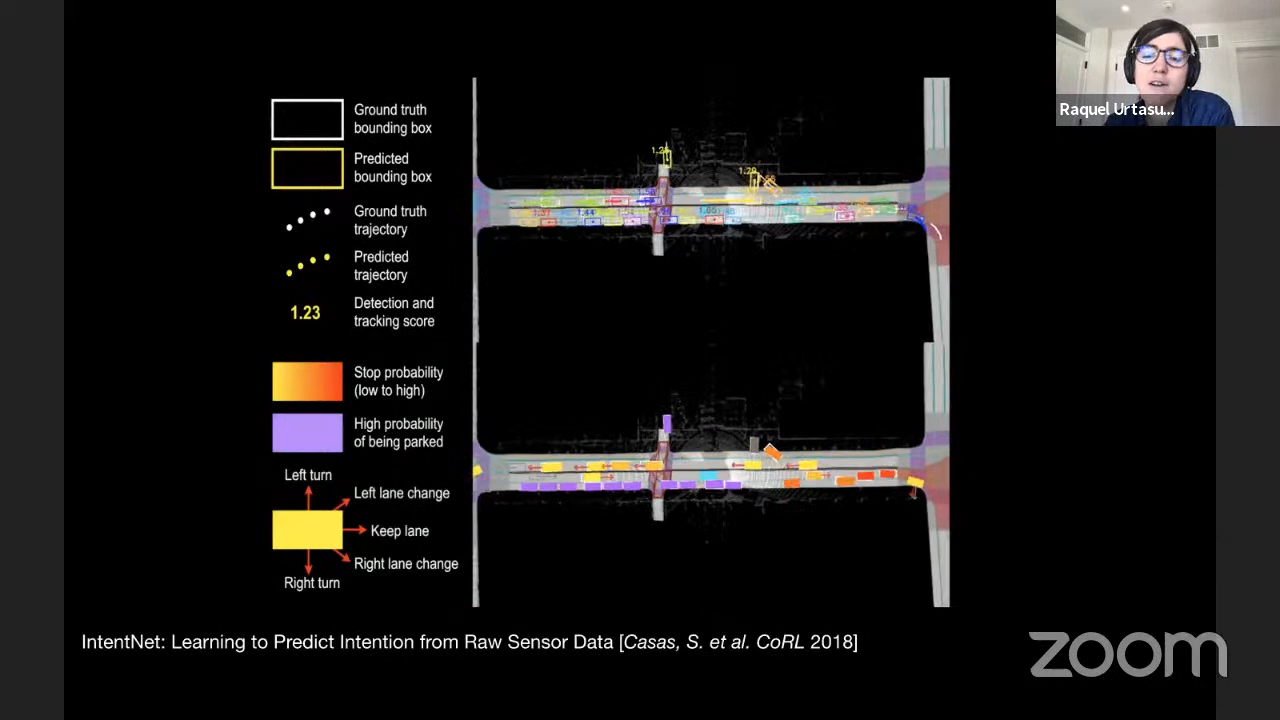 Raquel Urtasu...
Ground truth
bounding box
Predicted
bounding box
Ground truth
trajectory
Predicted
trajectory
1.23
Detection and
tracking score
Stop probability
(low to high)
High probability
of being parked
Left turn
Left lane change
Keep lane
Right lane change
Right turn
IntentNet: Learning to Predict Intention from Raw Sensor Data [Casas, S. et al. CoRL 2018]
zoom